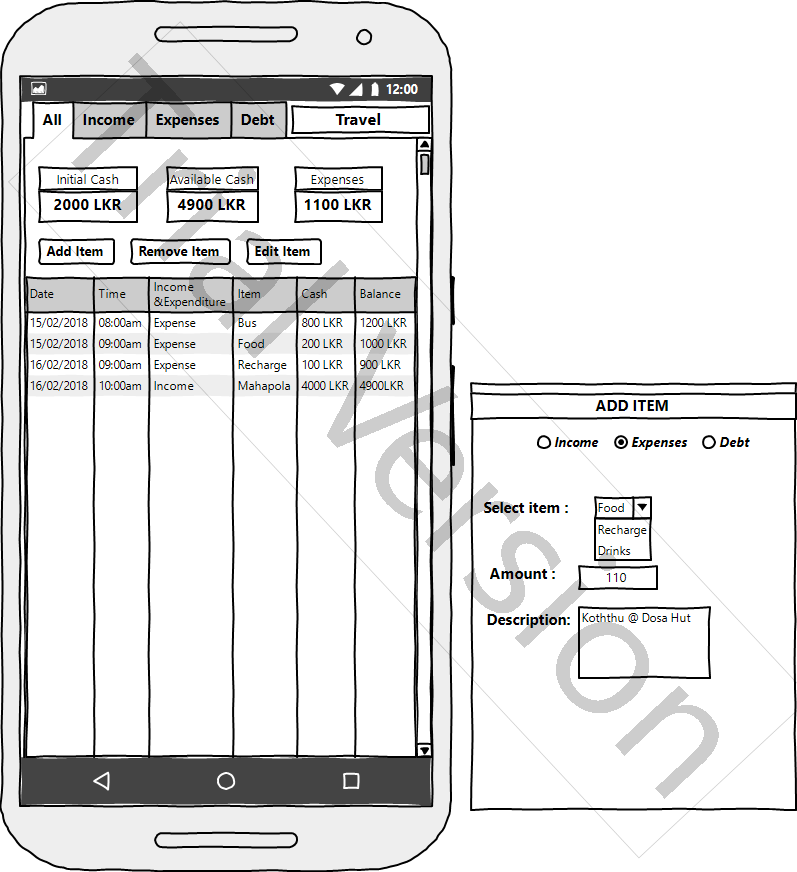 12:00
All Income Expenses Debt Travel
Initial Cash Available Cash Expenses
2000 LKR 4900 LKR 1100 LKR
Add Item Remove Item Edit Item
Date Time Income &Expenditure Item Cash Balance
15/02/2018 08:00am Expense Bus 800 LKR 1200 LKR
15/02/2018 09:00am Expense Food 200 LKR 1000 LKR
16/02/2018 09:00am Expense Recharge 100 LKR 900 LKR
16/02/2018 10:00am Income Mahapola 4000 LKR 4900LKR
ADD ITEM
Income Expenses Debt
Select item : Food
Recharge
Drinks
Amount : 110
Description: Koththu @ Dosa Hut
Trial Version